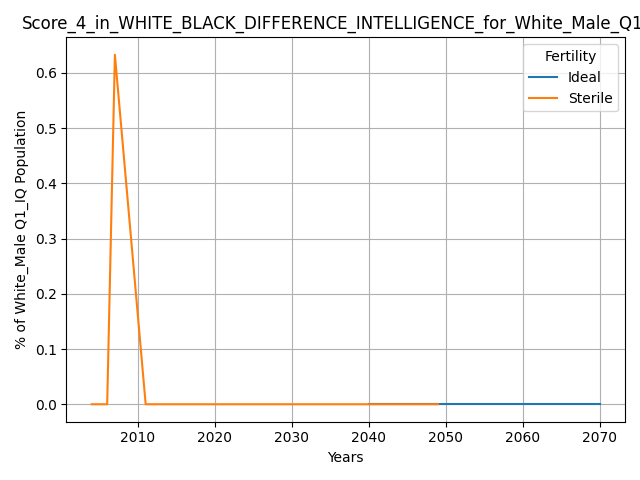 Score_4_in_WHITE_BLACK_DIFFERENCE_INTELLIGENCE_for_White_Male_Q1
Fertility
Ideal
Sterile
% of White_Male Q1_IQ Population
0.6
0.5
0.4
0.3
0.2
0.1
0.0
2010 2020 2030 2040 2050 2060 2070
Years